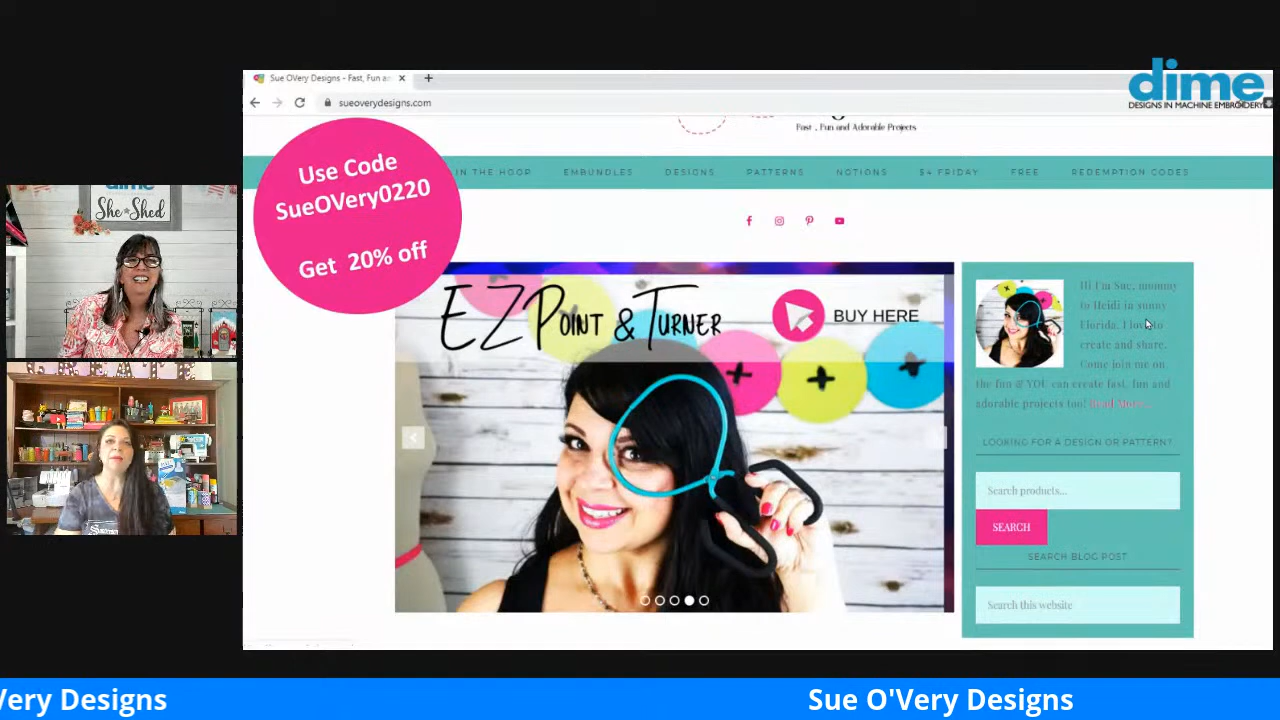 dime
DESIGNS IN MACHINE EMBROIDERY
Sue OVery Designs - Fast, Fun a
sueoverydesigns.com
Fast , Fun and Adorable Projects
IN THE HOOP
EMBUNDLES
DESIGNS
PATTERNS
NOTIONS
$4 FRIDAY
FREE
REDEMPTION CODES
Use Code
SueOVery0220
Get 20% off
dime
She Shed
CREATE
EZ POINT & TURNER
BUY HERE
Hi I'm Sue, mommy
to Heidi in sunny
Florida. I love to
create and share.
Come join me on
the fun & YOU can create fast, fun and
adorable projects too! Read More...
LOOKING FOR A DESIGN OR PATTERN?
Search products...
SEARCH
SEARCH BLOG POST
Search this website
Very Designs
Sue O'Very Designs